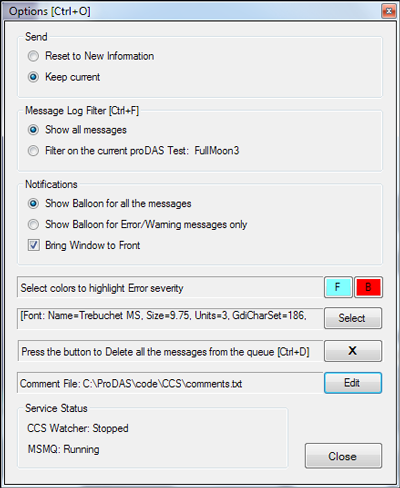 Options [Ctrl+O]
Send
Reset to New Information
Keep current
Message Log Filter [Ctrl+F]
Show all messages
Filter on the current proDAS Test: FullMoon3
Notifications
Show Balloon for all the messages
Show Balloon for Error/Warning messages only
Bring Window to Front
Select colors to highlight Error severity F B
[Font: Name=Trebuchet MS, Size=9.75, Units=3, GdiCharSet=186, Select
Press the button to Delete all the messages from the queue [Ctrl+D] X
Comment File: C:\ProDAS\code\CCS\comments.txt Edit
Service Status
CCS Watcher: Stopped
MSMQ: Running
Close